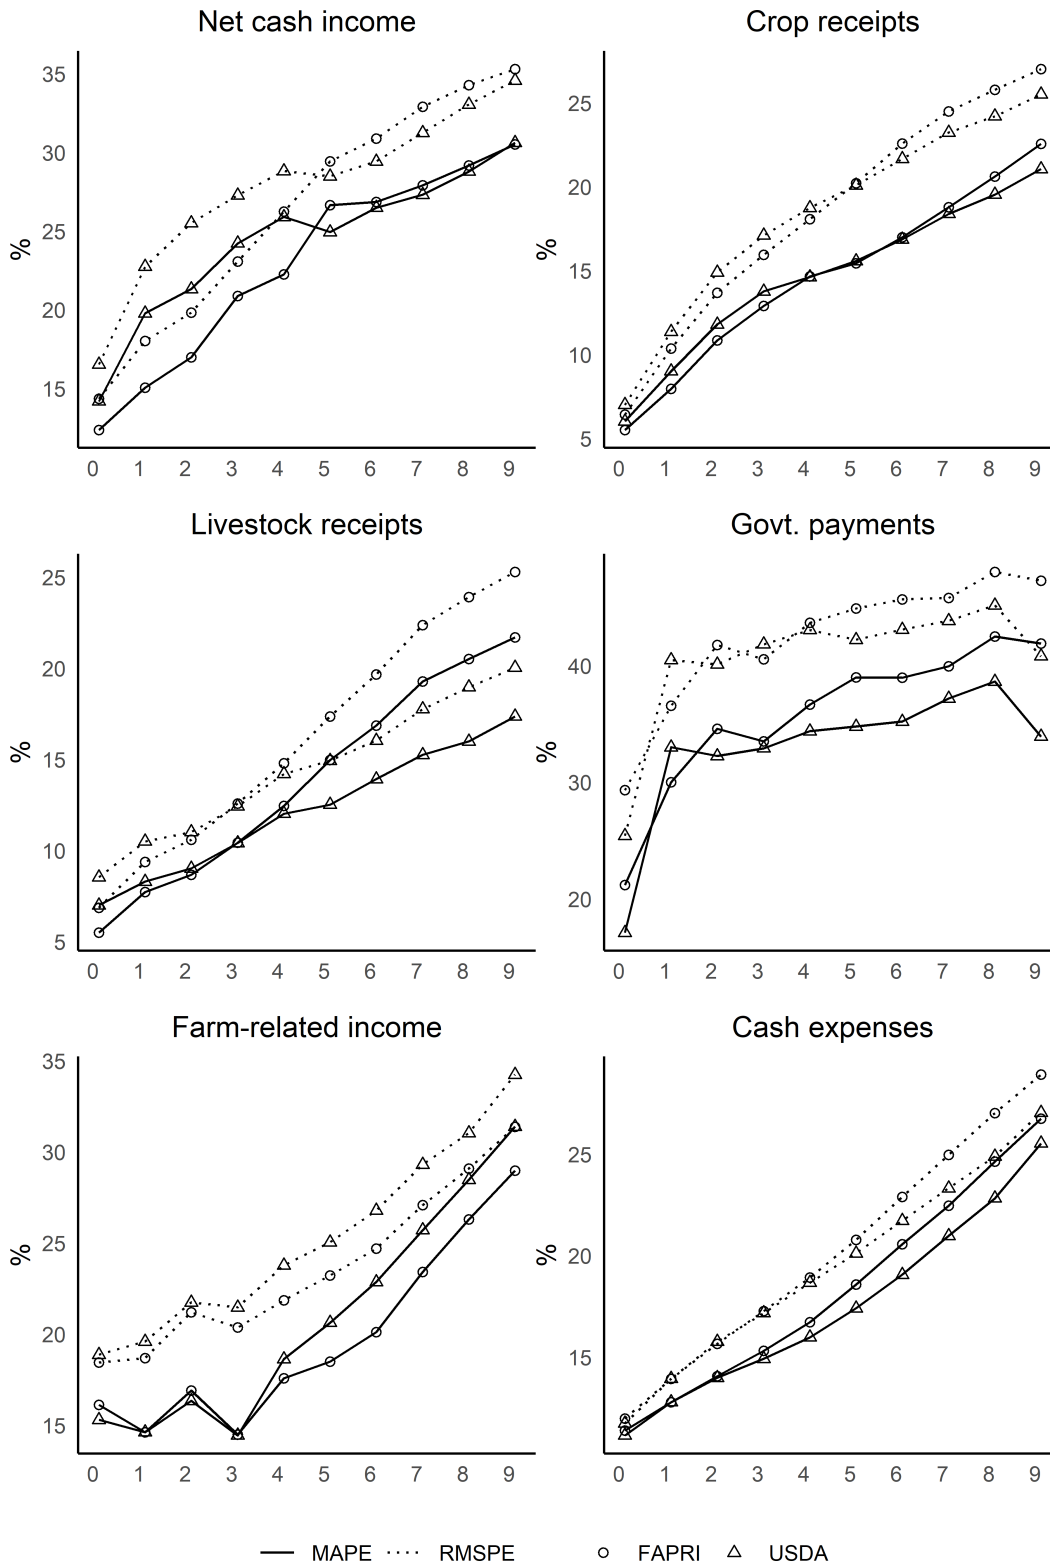 Net cash income
35
30
25
20
15
%
0 1 2 3 4 5 6 7 8 9
Crop receipts
25
20
15
10
5
%
0 1 2 3 4 5 6 7 8 9
Livestock receipts
25
20
15
10
5
%
0 1 2 3 4 5 6 7 8 9
Govt. payments
40
30
20
%
0 1 2 3 4 5 6 7 8 9
Farm-related income
35
30
25
20
15
%
0 1 2 3 4 5 6 7 8 9
Cash expenses
25
20
15
%
0 1 2 3 4 5 6 7 8 9
MAPE RMSPE FAPRI USDA